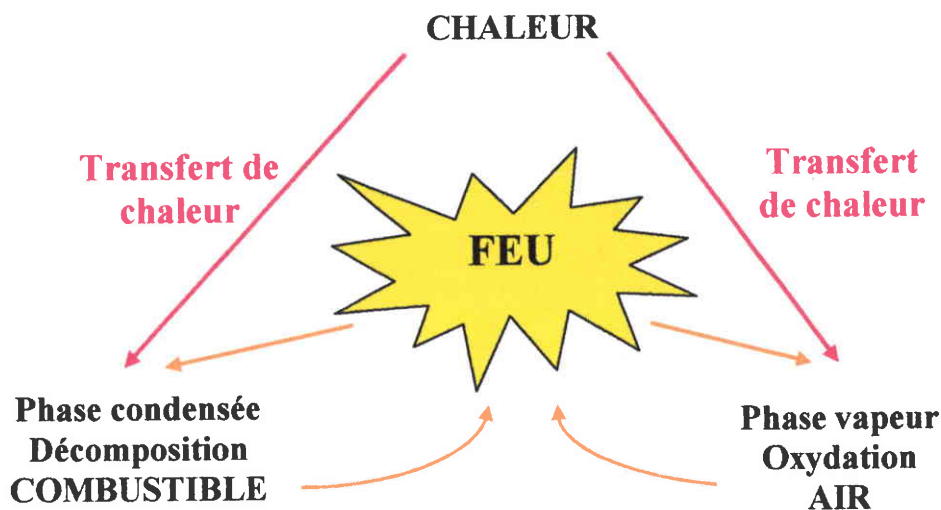 CHALEUR
Transfert de
chaleur
Transfert
de chaleur
FEU
Phase condensée
Décomposition
COMBUSTIBLE
Phase vapeur
Oxydation
AIR